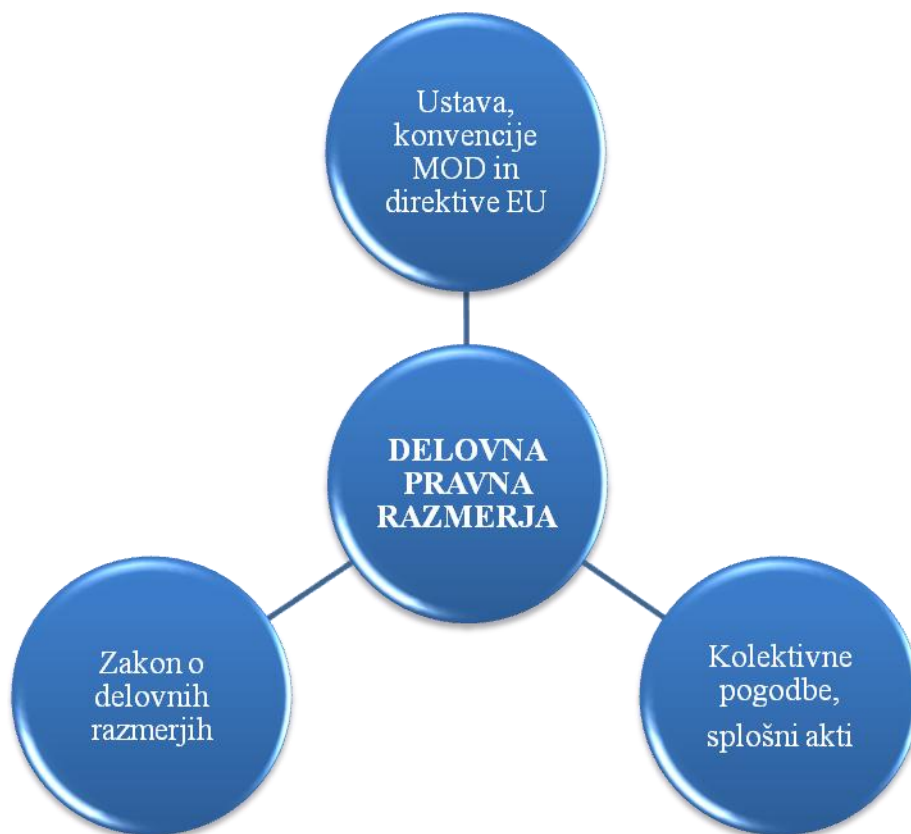 Ustava,
konvencije
MOD in
direktive EU
DELOVNA
PRAVNA
RAZMERJA
Zakon o
delovnih
razmerjih
Kolektivne
pogodbe,
splošni akti